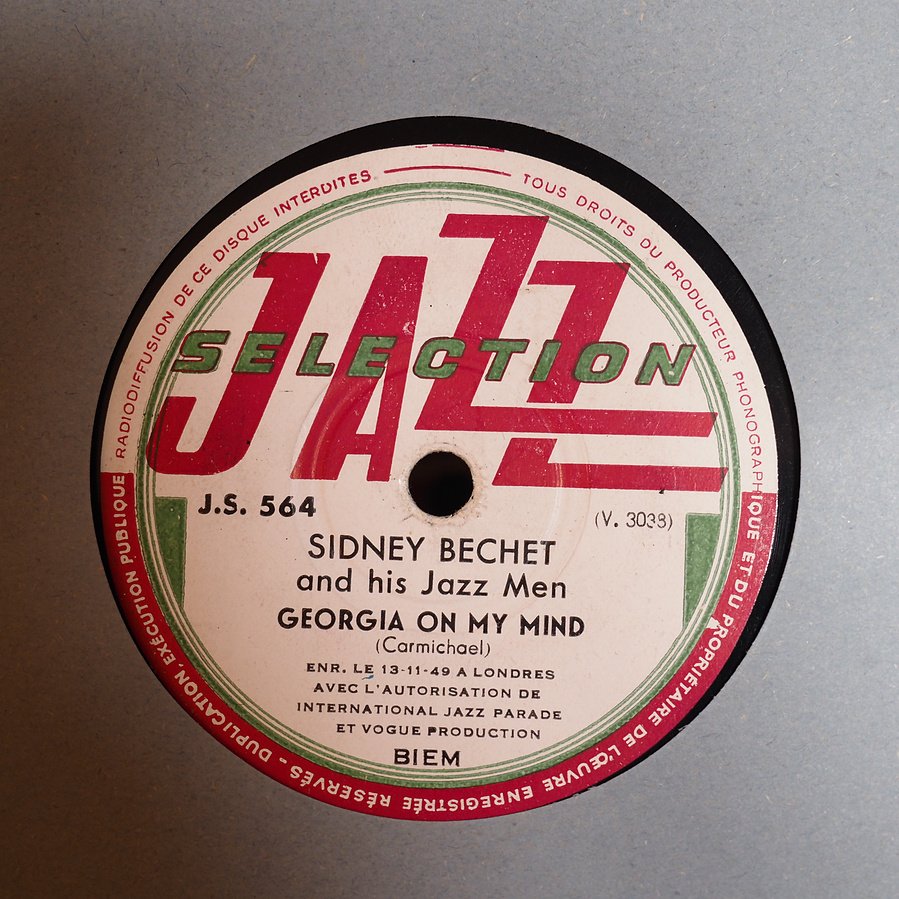 TOUS DROITS DU PRODUCTEUR PHONOGRAPHIQUE ET DU PROPRIÉTAIRE DE L'ŒUVRE ENREGISTRÉE RÉSERVÉS - DUPLICATION, EXÉCUTION PUBLIQUE RADIODIFFUSION DE CE DISQUE INTERDITES
JAZZ
SELECTION
J.S. 564
(V. 3038)
SIDNEY BECHET
and his Jazz Men
GEORGIA ON MY MIND
(Carmichael)
ENR. LE 13-11-49 A LONDRES
AVEC L'AUTORISATION DE
INTERNATIONAL JAZZ PARADE
ET VOGUE PRODUCTION
BIEM